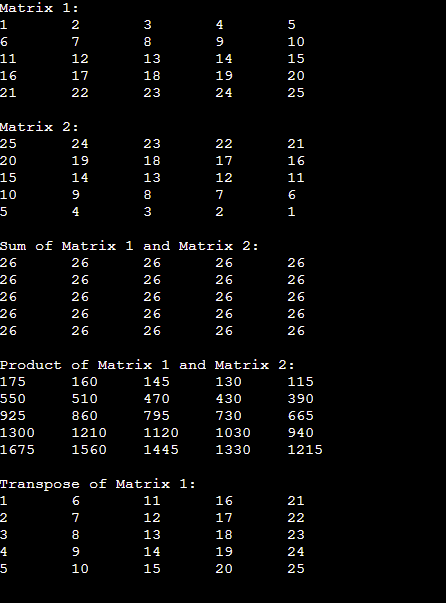 Matrix 1:
1 2 3 4 5
6 7 8 9 10
11 12 13 14 15
16 17 18 19 20
21 22 23 24 25
Matrix 2:
25 24 23 22 21
20 19 18 17 16
15 14 13 12 11
10 9 8 7 6
5 4 3 2 1
Sum of Matrix 1 and Matrix 2:
26 26 26 26 26
26 26 26 26 26
26 26 26 26 26
26 26 26 26 26
26 26 26 26 26
Product of Matrix 1 and Matrix 2:
175 160 145 130 115
550 510 470 430 390
925 860 795 730 665
1300 1210 1120 1030 940
1675 1560 1445 1330 1215
Transpose of Matrix 1:
1 6 11 16 21
2 7 12 17 22
3 8 13 18 23
4 9 14 19 24
5 10 15 20 25